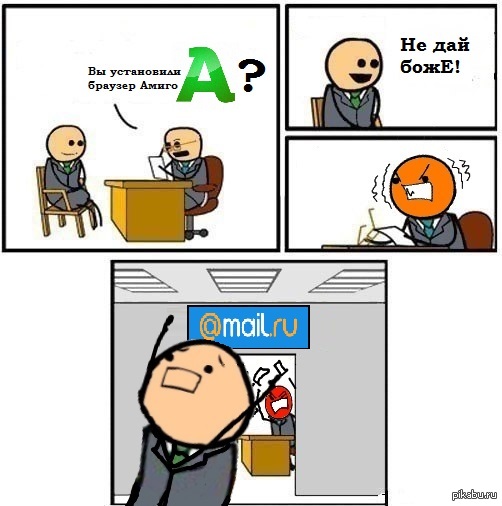 Вы установили
браузер Амиго А?
Не дай
божЕ!
@mail.ru
pikabu.ru